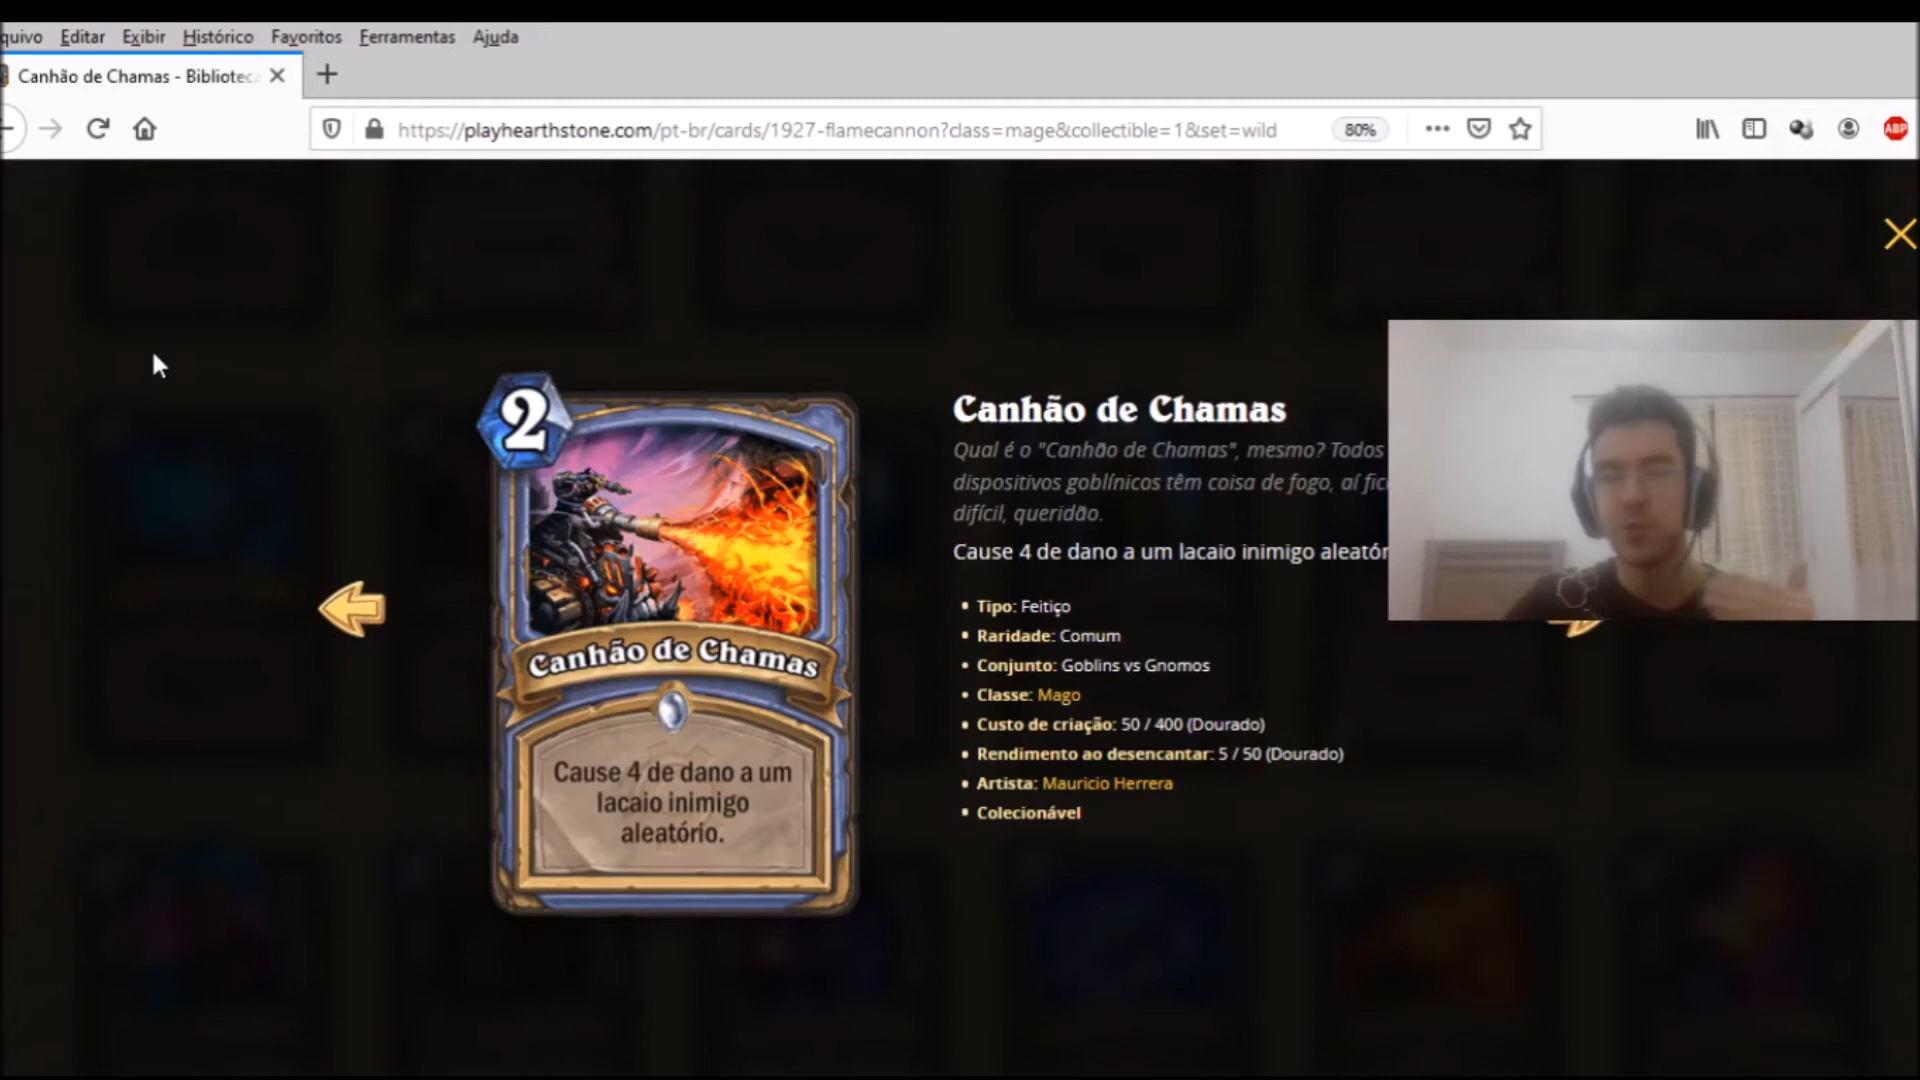 quivo Editar Exibir Histórico Favoritos Ferramentas Ajuda
Canhão de Chamas - Biblioteca
https://playhearthstone.com/pt-br/cards/1927-flamecannon?class=mage&collectible=1&set=wild 80% ABP
2
Canhão de Chamas
Cause 4 de dano a um
lacaio inimigo
aleatório.
Canhão de Chamas
Qual é o "Canhão de Chamas", mesmo? Todos
dispositivos goblínicos têm coisa de fogo, aí fic
difícil, queridão.
Cause 4 de dano a um lacaio inimigo aleatór
• Tipo: Feitiço
• Raridade: Comum
• Conjunto: Goblins vs Gnomos
• Classe: Mago
• Custo de criação: 50 / 400 (Dourado)
• Rendimento ao desencantar: 5 / 50 (Dourado)
• Artista: Mauricio Herrera
• Colecionável